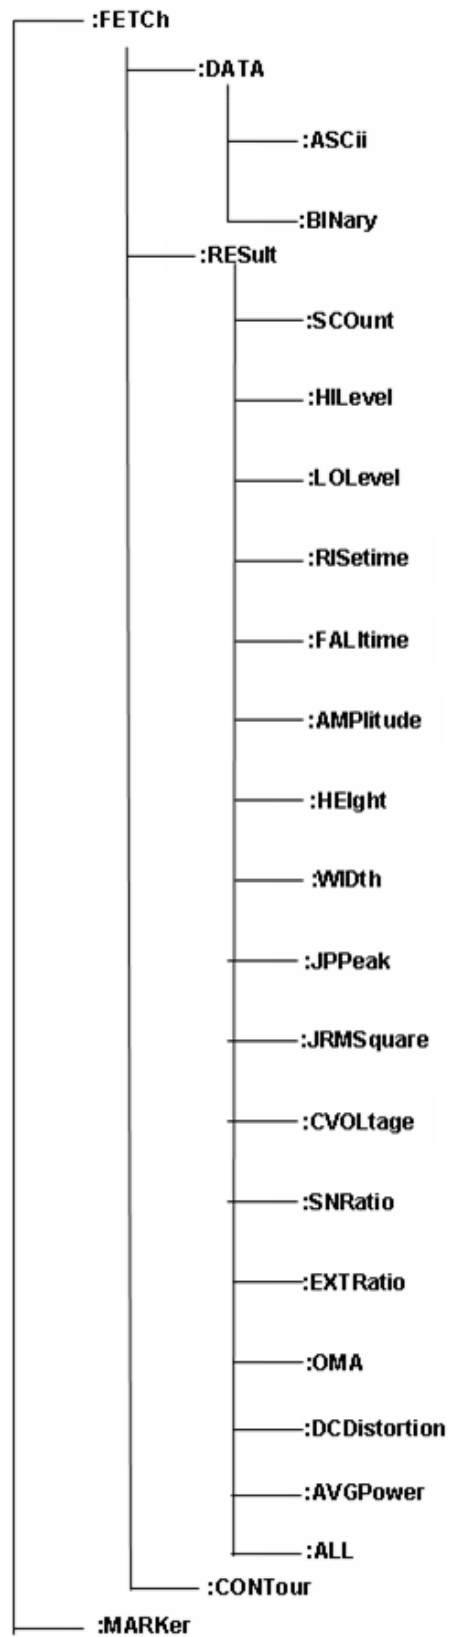 :FETCh
:DATA
:ASCii
:BINary
:RESult
:SCOunt
:HILevel
:LOLevel
:RISetime
:FALltime
:AMPlitude
:HEIght
:WIDth
:JPPeak
:JRMSquare
:CVOLtage
:SNRatio
:EXTRatio
:OMA
:DCDistortion
:AVGPower
:ALL
:CONTour
:MARKer